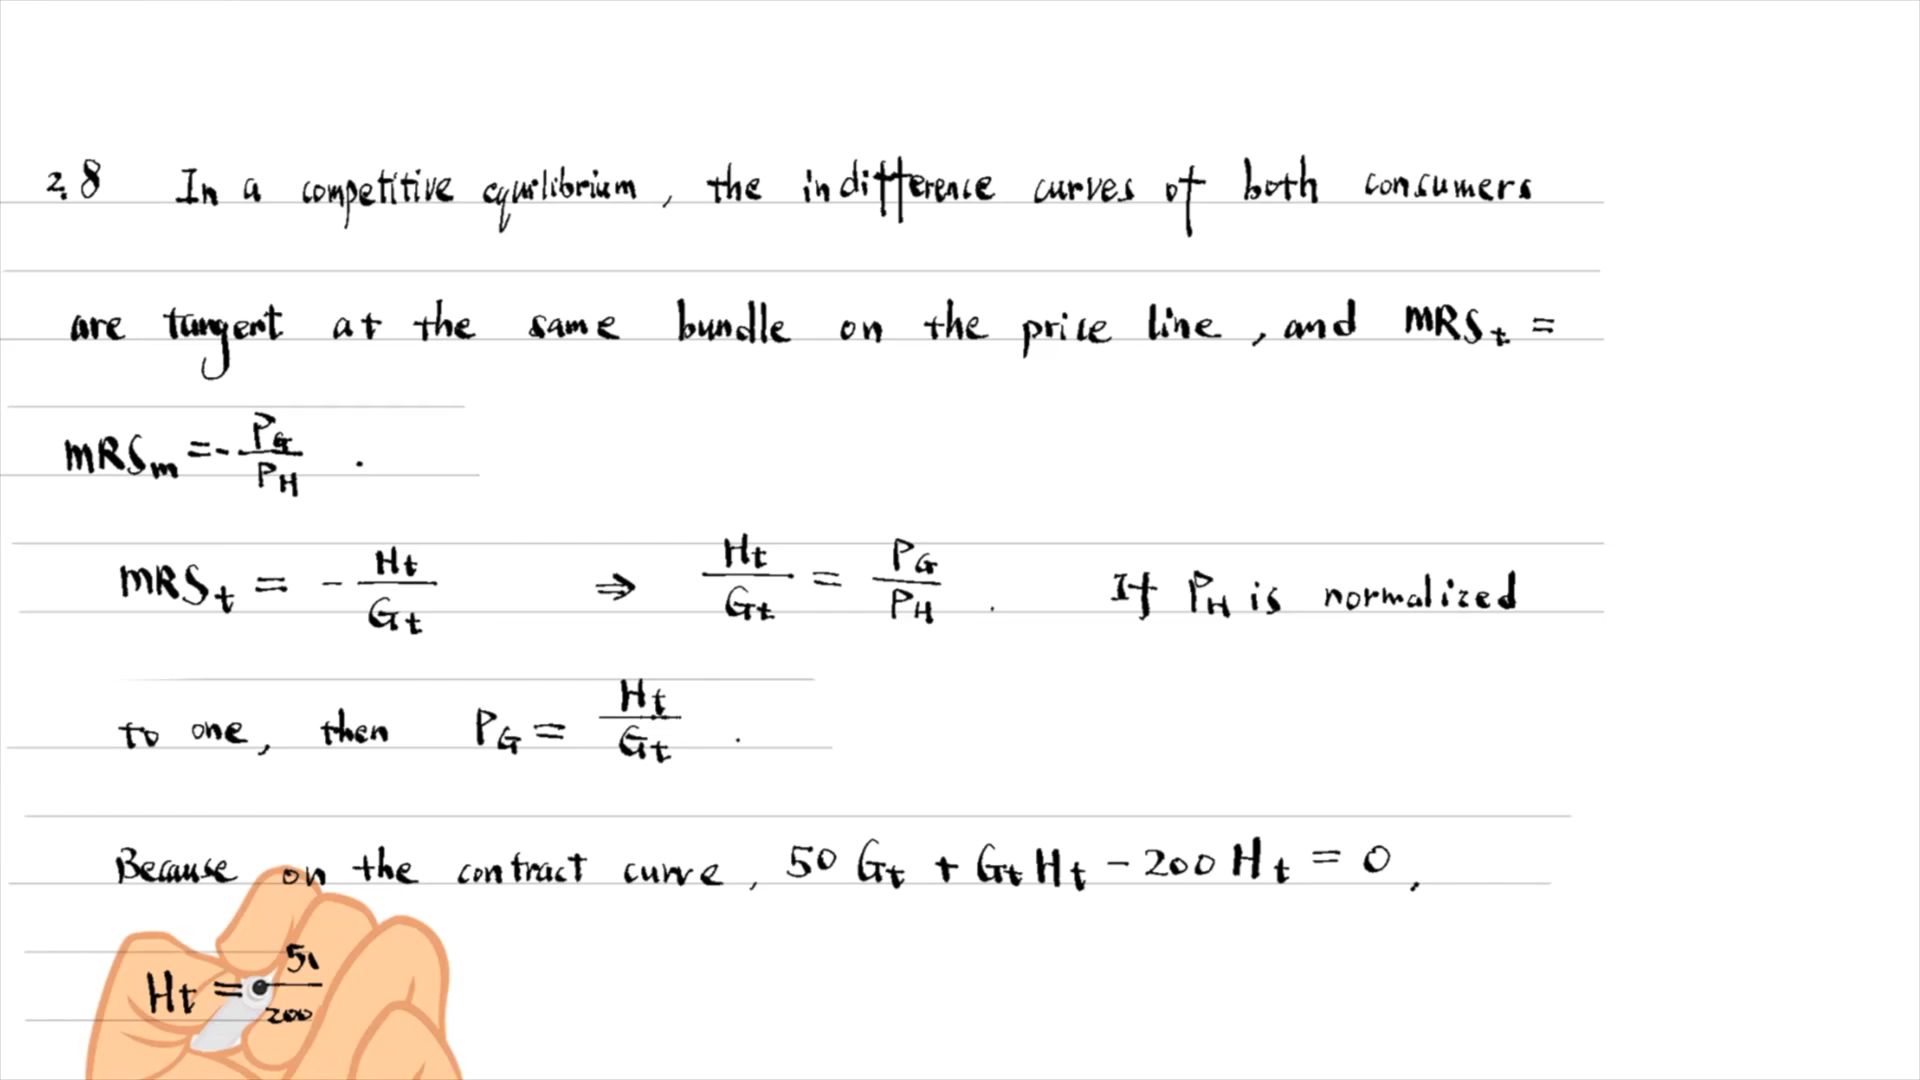 2.8 In a competitive equilibrium, the indifference curves of both consumers
are tangent at the same bundle on the price line, and MRS_t =
MRS_m = - P_G / P_H .
MRS_t = - H_t / G_t ⇒ H_t / G_t = P_G / P_H . If P_H is normalized
to one, then P_G = H_t / G_t .
Because on the contract curve, 50 G_t + G_t H_t - 200 H_t = 0 ,
H_t = 5 / 200